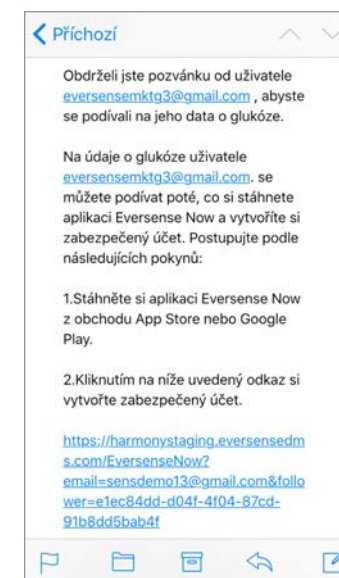 Příchozí
Obdrželi jste pozvánku od uživatele
eversensemktg3@gmail.com , abyste
se podívali na jeho data o glukóze.
Na údaje o glukóze uživatele
eversensemktg3@gmail.com. se
můžete podívat poté, co si stáhnete
aplikaci Eversense Now a vytvoříte si
zabezpečený účet. Postupujte podle
následujících pokynů:
1.Stáhněte si aplikaci Eversense Now
z obchodu App Store nebo Google
Play.
2.Kliknutím na níže uvedený odkaz si
vytvořte zabezpečený účet.
https://harmonystaging.eversensedm
s.com/EversenseNow?
email=sensdemo13@gmail.com&follo
wer=e1ec84dd-d04f-4f04-87cd-
91b8dd5bab4f